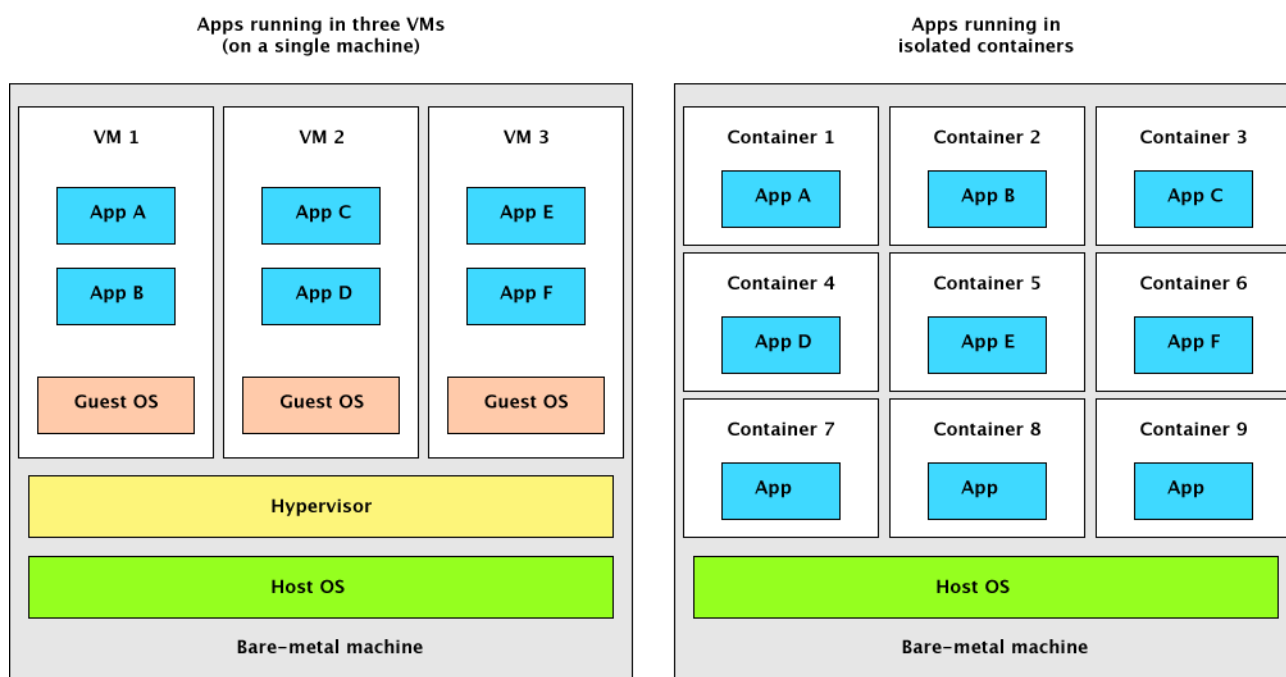 Apps running in three VMs
(on a single machine)
VM 1
VM 2
VM 3
App A
App C
App E
App B
App D
App F
Guest OS
Guest OS
Guest OS
Hypervisor
Host OS
Bare-metal machine
Apps running in
isolated containers
Container 1
Container 2
Container 3
App A
App B
App C
Container 4
Container 5
Container 6
App D
App E
App F
Container 7
Container 8
Container 9
App
App
App
Host OS
Bare-metal machine